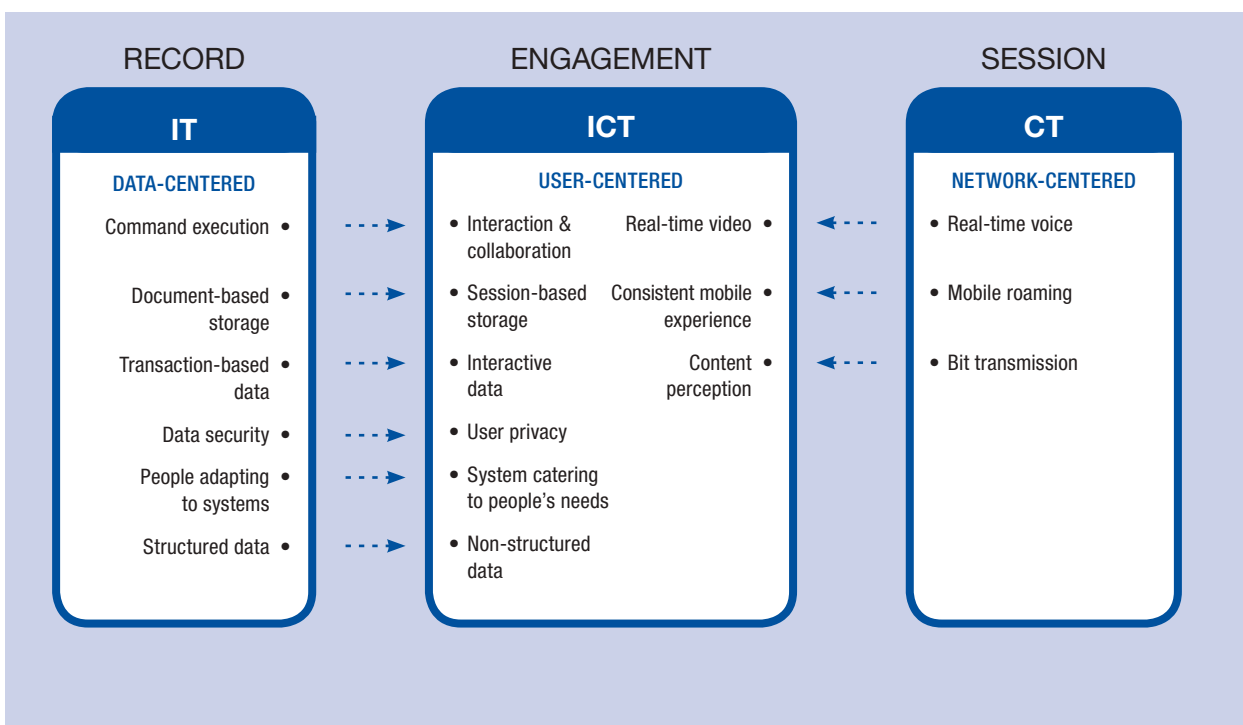 RECORD
IT
DATA-CENTERED
Command execution •
Document-based •
storage
Transaction-based •
data
Data security •
People adapting •
to systems
Structured data •
ENGAGEMENT
ICT
USER-CENTERED
• Interaction &
collaboration
• Session-based
storage
• Interactive
data
• User privacy
• System catering
to people’s needs
• Non-structured
data
Real-time video •
Consistent mobile •
experience
Content •
perception
SESSION
CT
NETWORK-CENTERED
• Real-time voice
• Mobile roaming
• Bit transmission